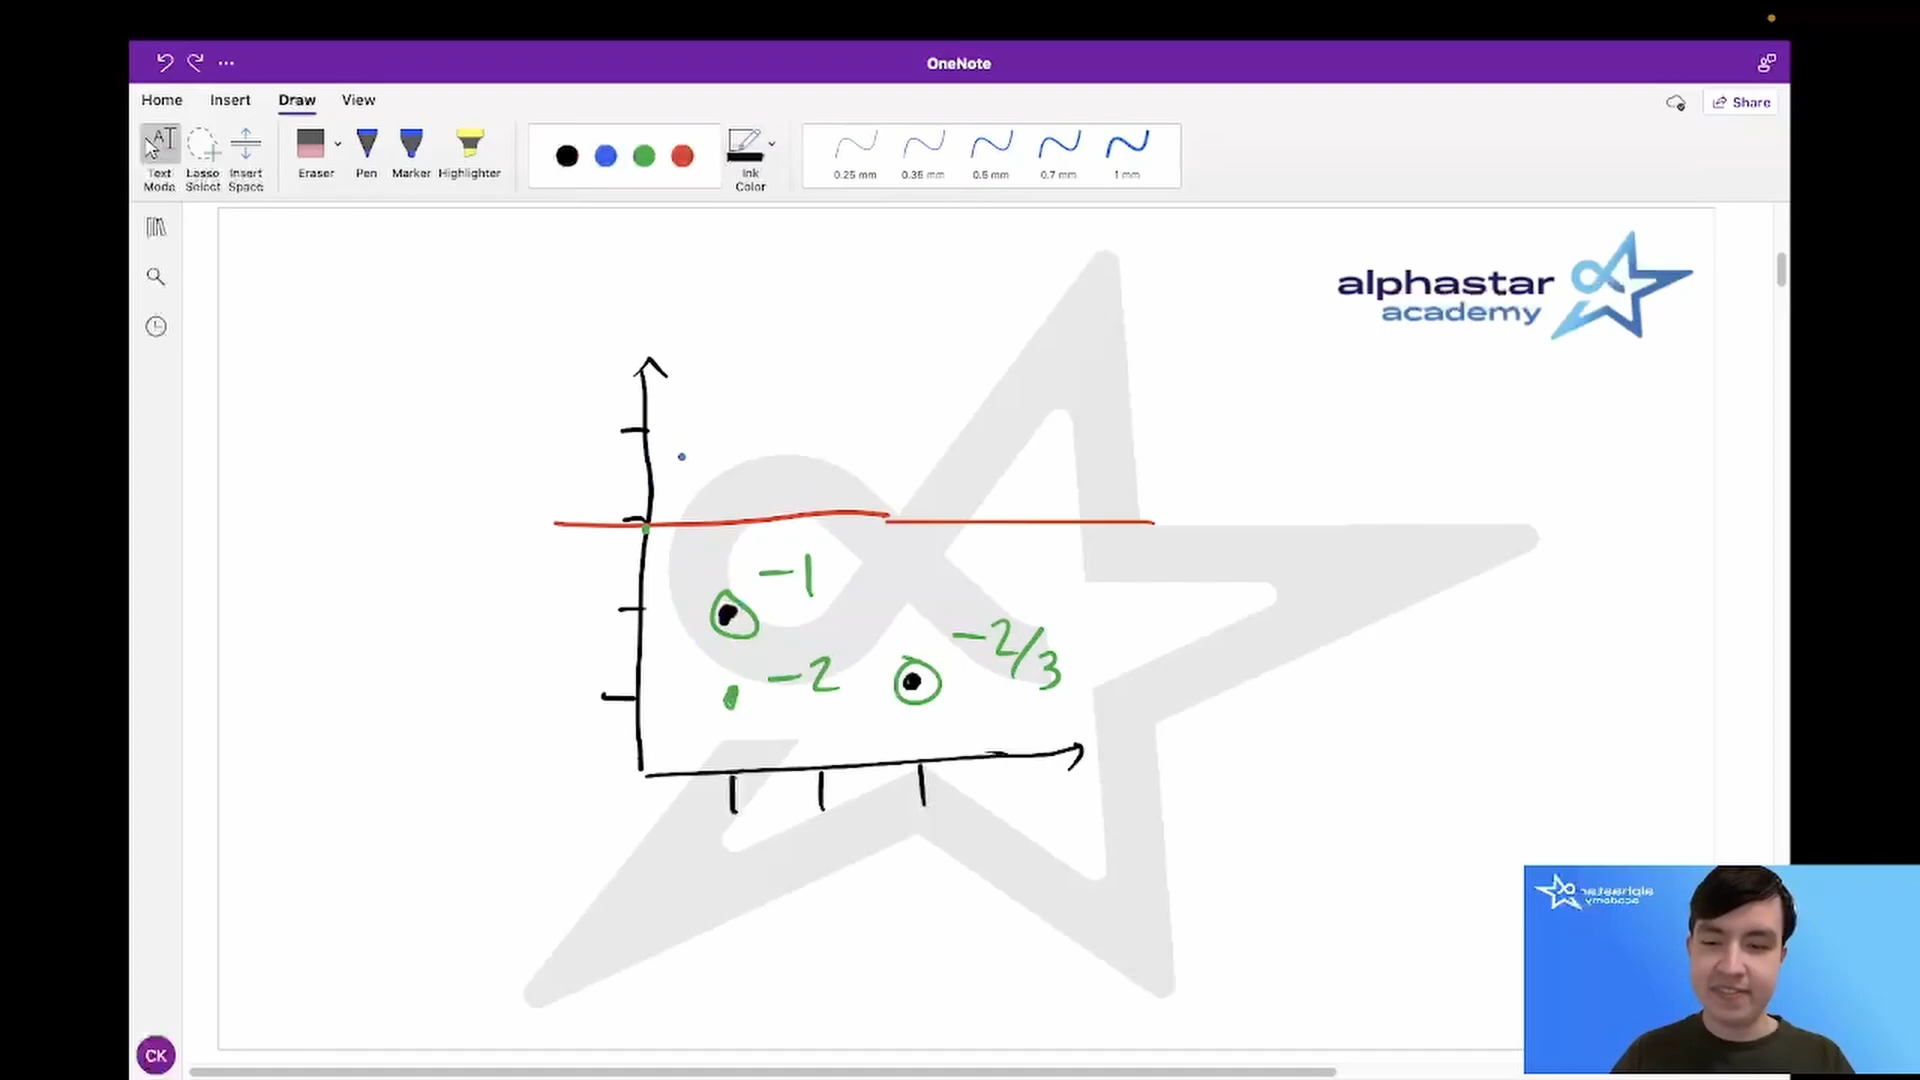 OneNote
Home Insert Draw View
Share
Text Mode
Lasso Select
Insert Space
Eraser
Pen
Marker
Highlighter
Ink Color
0.25 mm
0.35 mm
0.5 mm
0.7 mm
1 mm
alphastar
academy
-1
-2/3
-2
CK
alphastar
academy